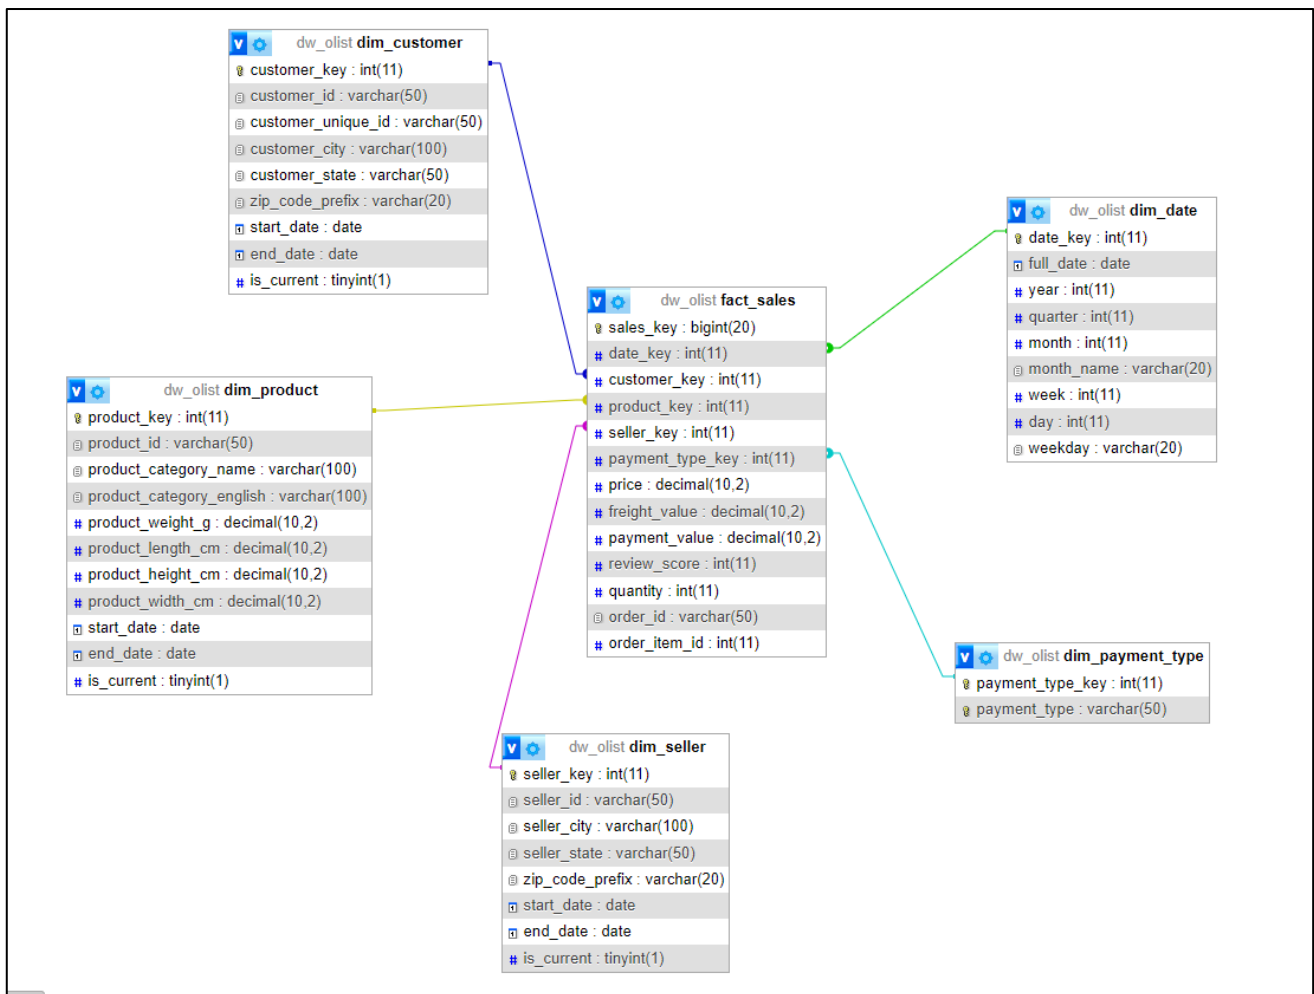 dw_olist dim_customer
customer_key : int(11)
customer_id : varchar(50)
customer_unique_id : varchar(50)
customer_city : varchar(100)
customer_state : varchar(50)
zip_code_prefix : varchar(20)
start_date : date
end_date : date
is_current : tinyint(1)
dw_olist dim_date
date_key : int(11)
full_date : date
year : int(11)
quarter : int(11)
month : int(11)
month_name : varchar(20)
week : int(11)
day : int(11)
weekday : varchar(20)
dw_olist fact_sales
sales_key : bigint(20)
date_key : int(11)
customer_key : int(11)
product_key : int(11)
seller_key : int(11)
payment_type_key : int(11)
price : decimal(10,2)
freight_value : decimal(10,2)
payment_value : decimal(10,2)
review_score : int(11)
quantity : int(11)
order_id : varchar(50)
order_item_id : int(11)
dw_olist dim_product
product_key : int(11)
product_id : varchar(50)
product_category_name : varchar(100)
product_category_english : varchar(100)
product_weight_g : decimal(10,2)
product_length_cm : decimal(10,2)
product_height_cm : decimal(10,2)
product_width_cm : decimal(10,2)
start_date : date
end_date : date
is_current : tinyint(1)
dw_olist dim_payment_type
payment_type_key : int(11)
payment_type : varchar(50)
dw_olist dim_seller
seller_key : int(11)
seller_id : varchar(50)
seller_city : varchar(100)
seller_state : varchar(50)
zip_code_prefix : varchar(20)
start_date : date
end_date : date
is_current : tinyint(1)